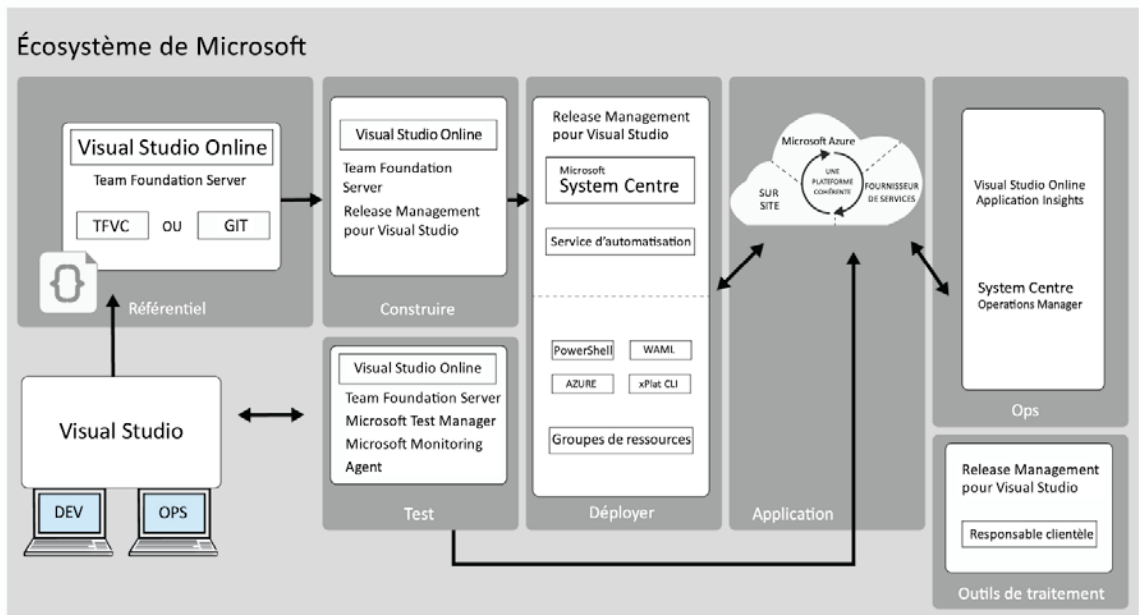 Écosystème de Microsoft
Visual Studio Online
Team Foundation Server
TFVC
OU
GIT
{}
Référentiel
Visual Studio
DEV
OPS
Visual Studio Online
Team Foundation
Server
Release Management
pour Visual Studio
Construire
Visual Studio Online
Team Foundation Server
Microsoft Test Manager
Microsoft Monitoring
Agent
Test
Release Management
pour Visual Studio
Microsoft
System Centre
Service d'automatisation
PowerShell
WAML
AZURE
xPlat CLI
Groupes de ressources
Déployer
Microsoft Azure
UNE
PLATEFORME
COHÉRENTE
SUR
SITE
FOURNISSEUR
DE SERVICES
Application
Visual Studio Online
Application Insights
System Centre
Operations Manager
Ops
Release Management
pour Visual Studio
Responsable clientèle
Outils de traitement